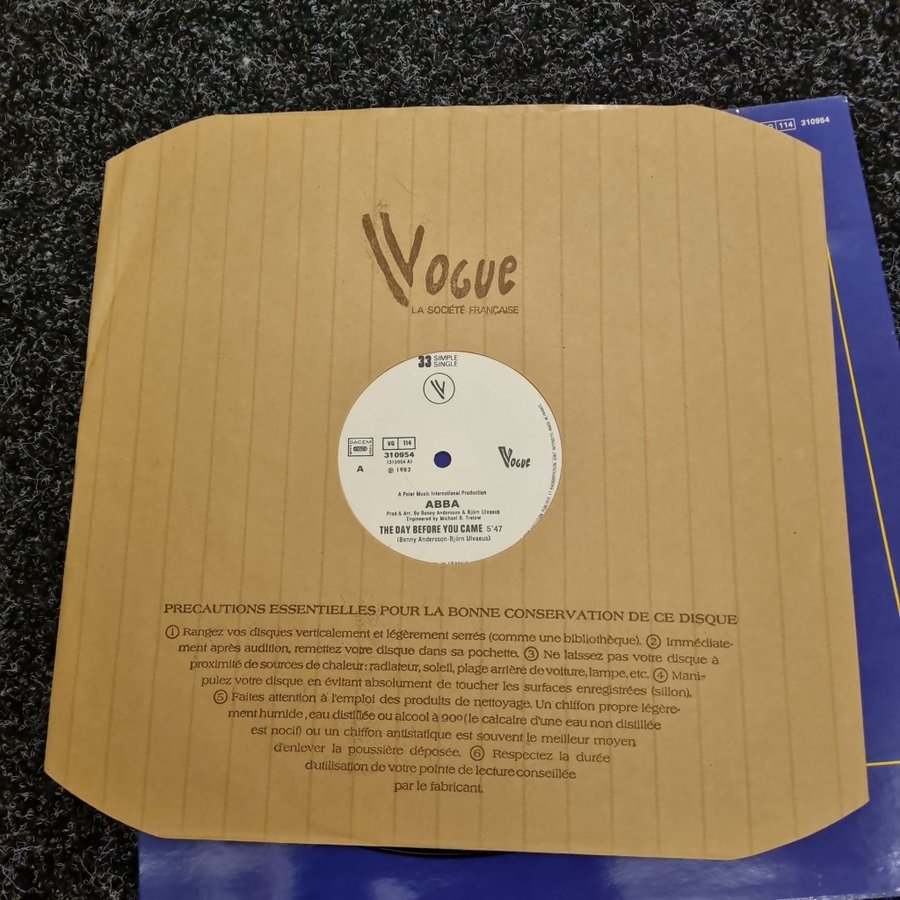 114 310954
VOGUE
LA SOCIÉTÉ FRANÇAISE
33 SIMPLE
SINGLE
SACEM
VG 114
310954
(310954 A)
A ℗ 1982
VOGUE
A Polar Music International Production
ABBA
Prod & Arr. By Benny Andersson & Björn Ulvaeus
Engineered by Michael B. Tretow
THE DAY BEFORE YOU CAME 5'47
(Benny Andersson-Björn Ulvaeus)
PRECAUTIONS ESSENTIELLES POUR LA BONNE CONSERVATION DE CE DISQUE
① Rangez vos disques verticalement et légèrement serrés (comme une bibliothèque). ② Immédiate-
ment après audition, remettez votre disque dans sa pochette. ③ Ne laissez pas votre disque à
proximité de sources de chaleur: radiateur, soleil, plage arrière de voiture, lampe, etc. ④ Mani-
pulez votre disque en évitant absolument de toucher les surfaces enregistrées (sillon).
⑤ Faites attention à l'emploi des produits de nettoyage. Un chiffon propre légère-
ment humide, eau distillée ou alcool à 90º (le calcaire d'une eau non distillée
est nocif) ou un chiffon antistatique est souvent le meilleur moyen
d'enlever la poussière déposée. ⑥ Respectez la durée
d'utilisation de votre pointe de lecture conseillée
par le fabricant.